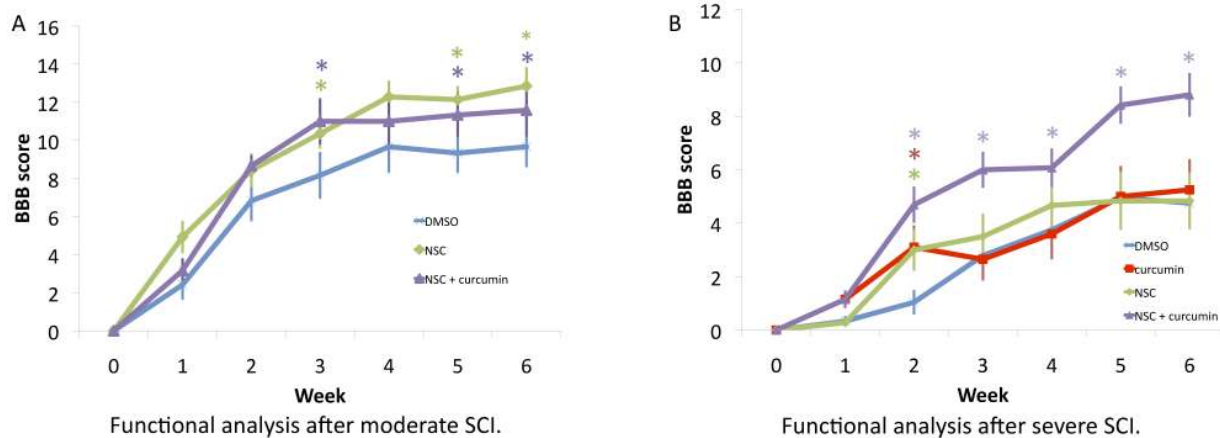 A
16
14
12
10
8
6
4
2
0
BBB score
* * *
* * *
DMSO
NSC
NSC + curcumin
0 1 2 3 4 5 6
Week
Functional analysis after moderate SCI.
B
12
10
8
6
4
2
0
BBB score
* * * * *
*
*
DMSO
curcumin
NSC
NSC + curcumin
0 1 2 3 4 5 6
Week
Functional analysis after severe SCI.